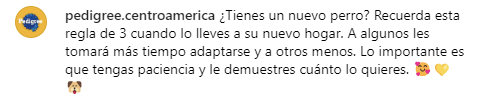 Pedigree
pedigree.centroamerica ¿Tienes un nuevo perro? Recuerda esta
regla de 3 cuando lo lleves a su nuevo hogar. A algunos les
tomará más tiempo adaptarse y a otros menos. Lo importante es
que tengas paciencia y le demuestres cuánto lo quieres. 🥰 💛
🐶